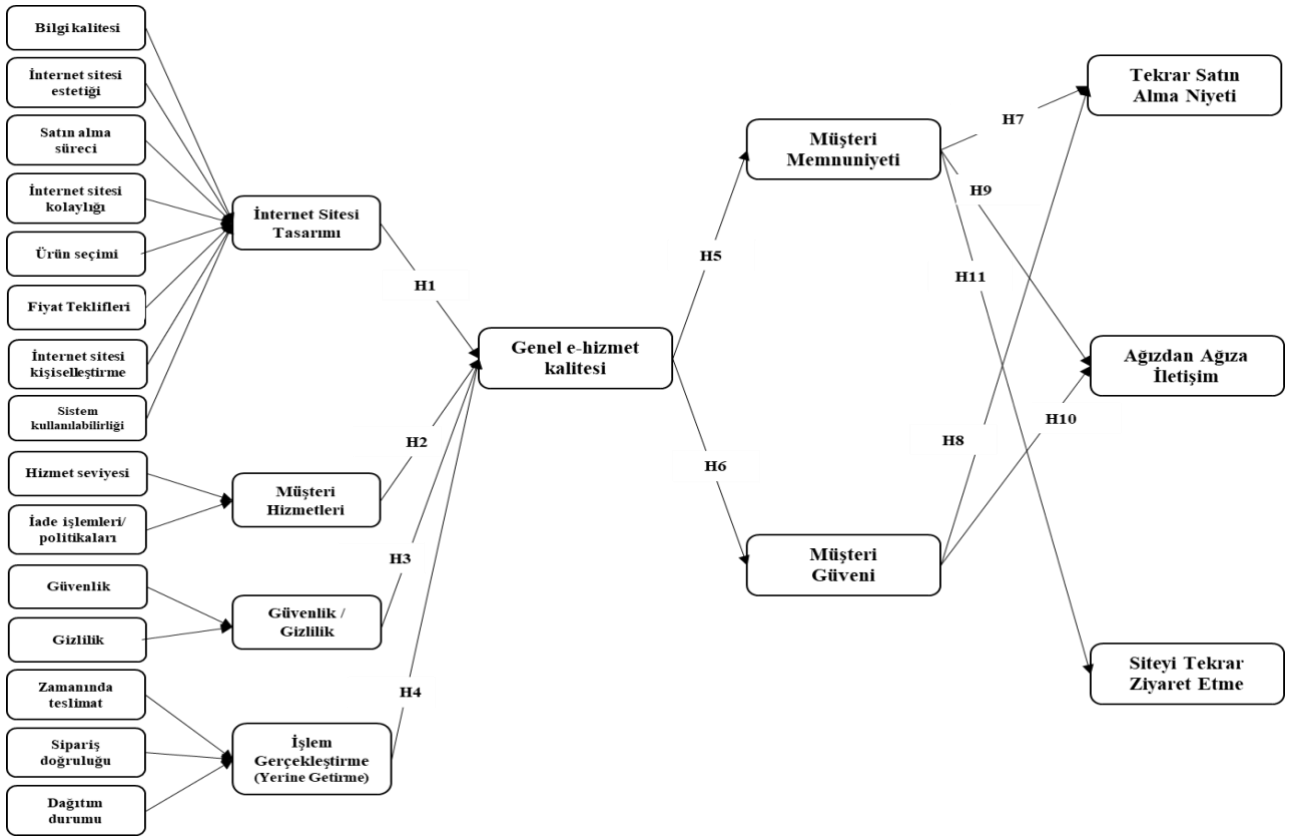 Bilgi kalitesi
İnternet sitesi
estetiği
Satın alma
süreci
İnternet sitesi
kolaylığı
Ürün seçimi
Fiyat Teklifleri
İnternet sitesi
kişiselleştirme
Sistem
kullanılabilirliği
Hizmet seviyesi
İade işlemleri/
politikaları
Güvenlik
Gizlilik
Zamanında
teslimat
Sipariş
doğruluğu
Dağıtım
durumu
İnternet Sitesi
Tasarımı
Müşteri
Hizmetleri
Güvenlik /
Gizlilik
İşlem
Gerçekleştirme
(Yerine Getirme)
H1
H2
H3
H4
Genel e-hizmet
kalitesi
H5
H6
Müşteri
Memnuniyeti
Müşteri
Güveni
H7
H9
H11
H8
H10
Tekrar Satın
Alma Niyeti
Ağızdan Ağıza
İletişim
Siteyi Tekrar
Ziyaret Etme